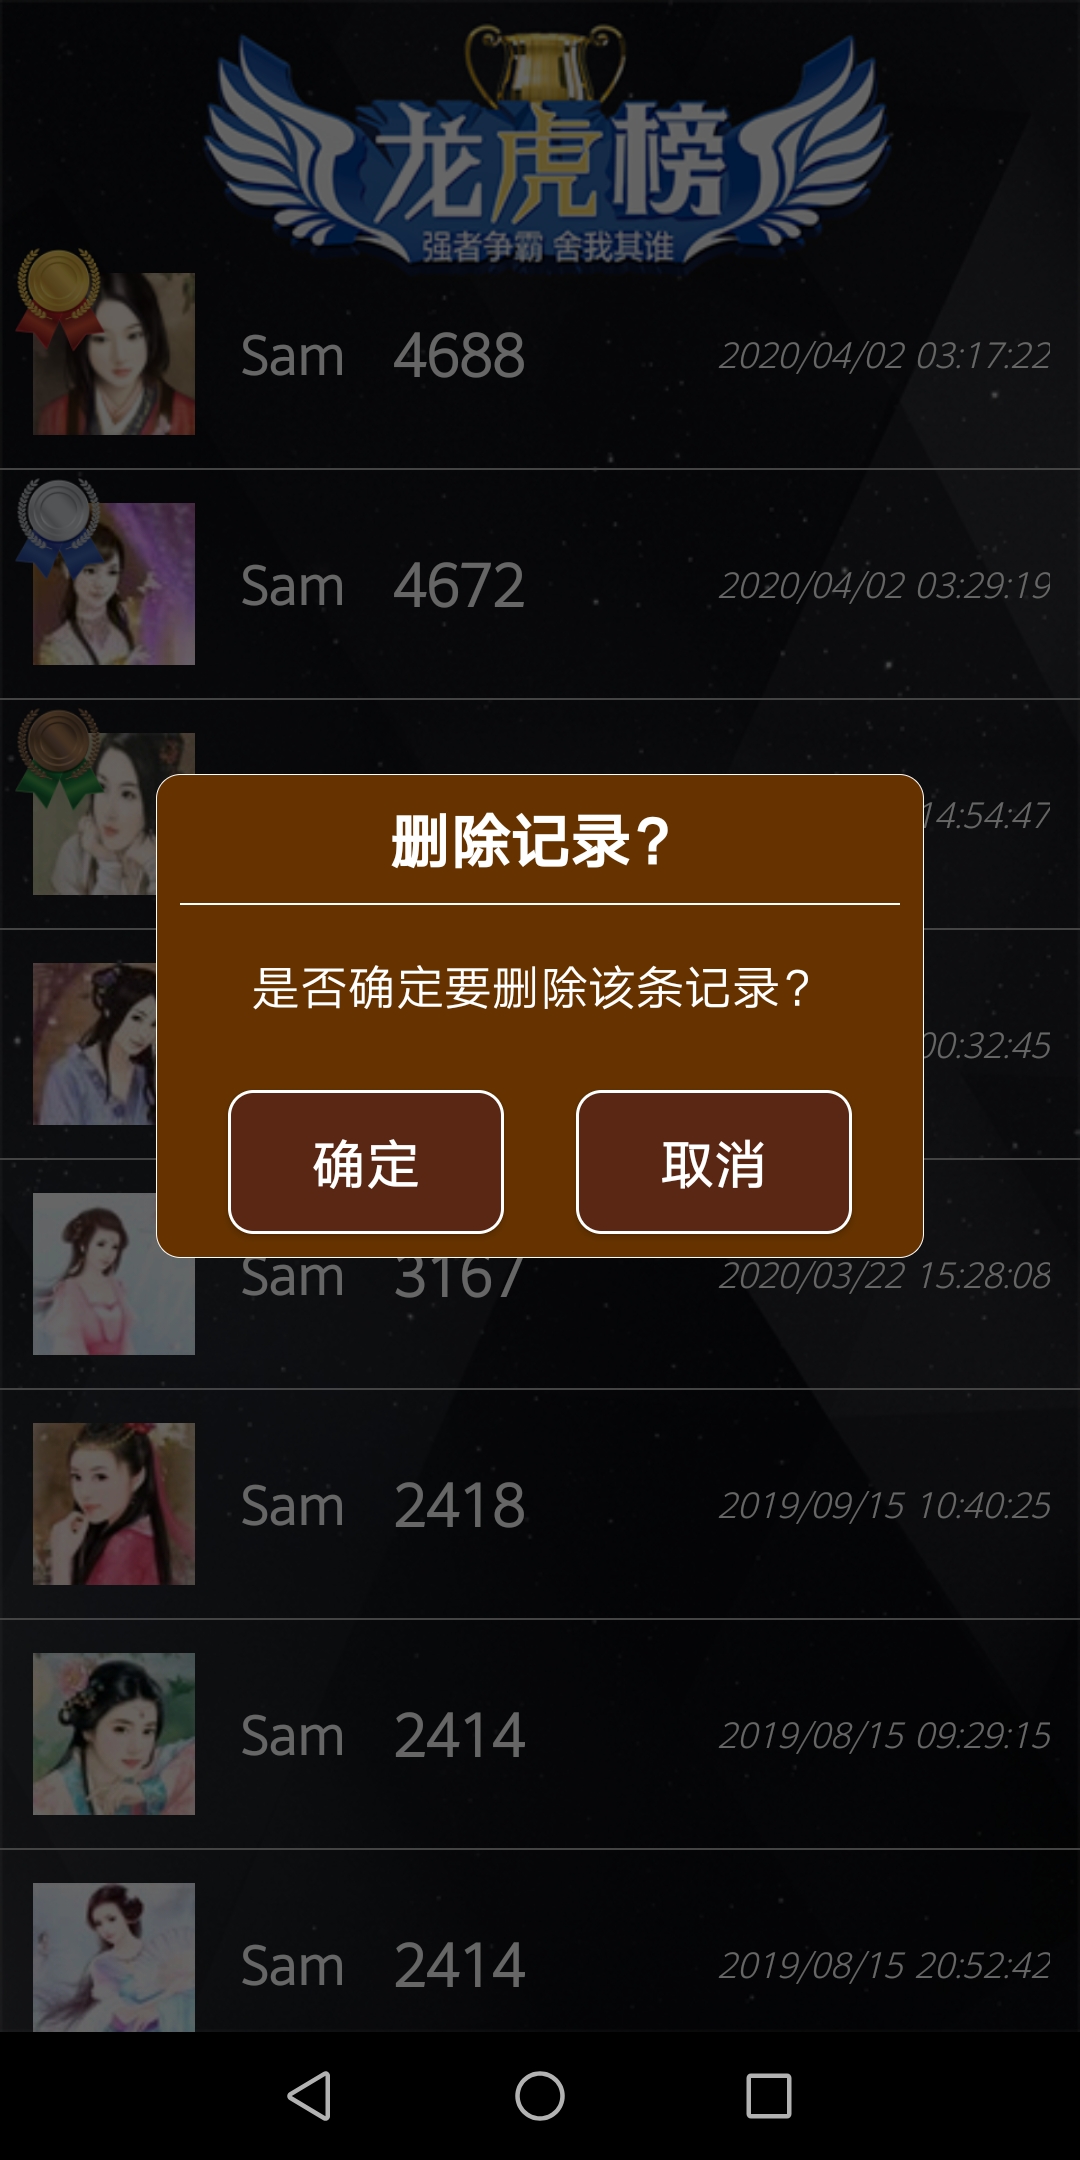 龙虎榜
强者争霸 舍我其谁
Sam 4688 2020/04/02 03:17:22
Sam 4672 2020/04/02 03:29:19
14:54:47
删除记录?
是否确定要删除该条记录?
00:32:45
确定 取消
Sam 3167 2020/03/22 15:28:08
Sam 2418 2019/09/15 10:40:25
Sam 2414 2019/08/15 09:29:15
Sam 2414 2019/08/15 20:52:42